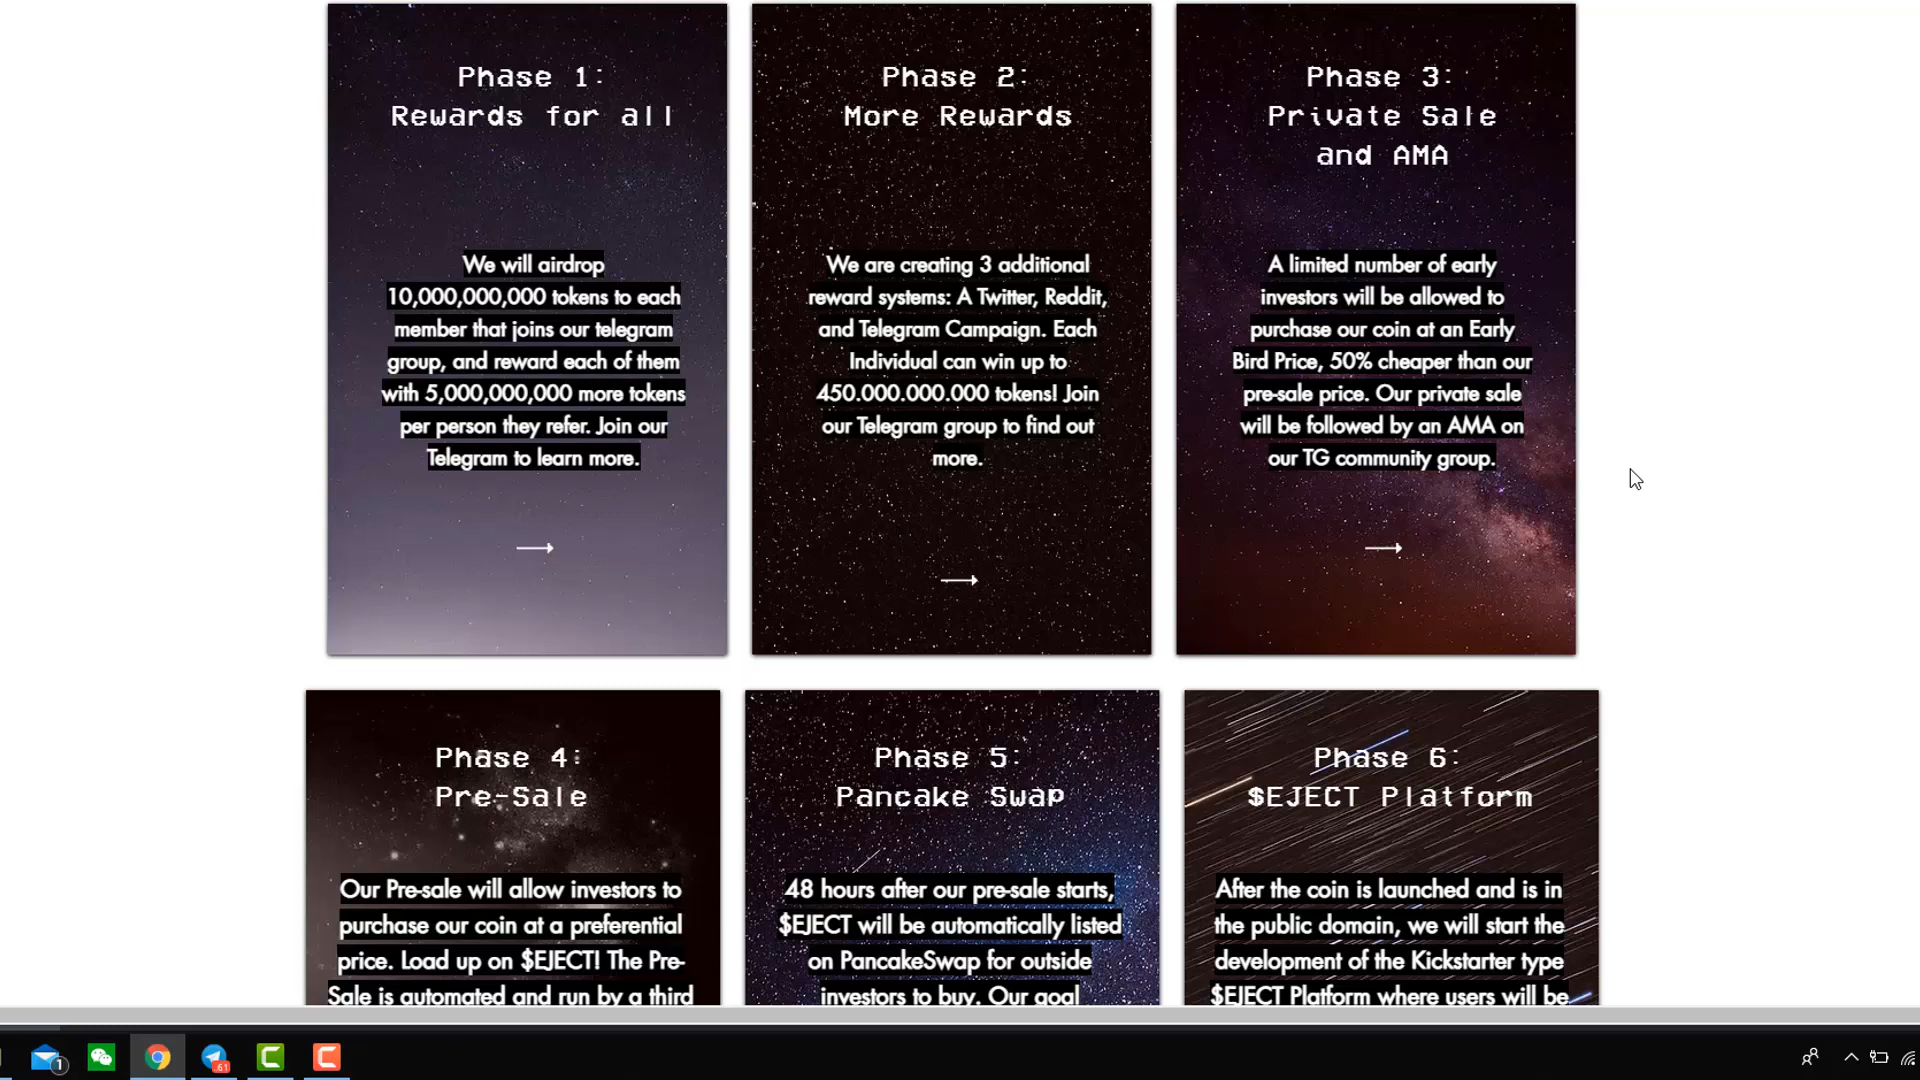 Phase 1:
Rewards for all
We will airdrop
10,000,000,000 tokens to each
member that joins our telegram
group, and reward each of them
with 5,000,000,000 more tokens
per person they refer. Join our
Telegram to learn more.
Phase 2:
More Rewards
We are creating 3 additional
reward systems: A Twitter, Reddit,
and Telegram Campaign. Each
Individual can win up to
450.000.000.000 tokens! Join
our Telegram group to find out
more.
Phase 3:
Private Sale
and AMA
A limited number of early
investors will be allowed to
purchase our coin at an Early
Bird Price, 50% cheaper than our
pre-sale price. Our private sale
will be followed by an AMA on
our TG community group.
Phase 4:
Pre-Sale
Our Pre-sale will allow investors to
purchase our coin at a preferential
price. Load up on $EJECT! The Pre-
Sale is automated and run by a third
Phase 5:
Pancake Swap
48 hours after our pre-sale starts,
$EJECT will be automatically listed
on PancakeSwap for outside
investors to buy. Our goal
Phase 6:
$EJECT Platform
After the coin is launched and is in
the public domain, we will start the
development of the Kickstarter type
$EJECT Platform where users will be
1
61